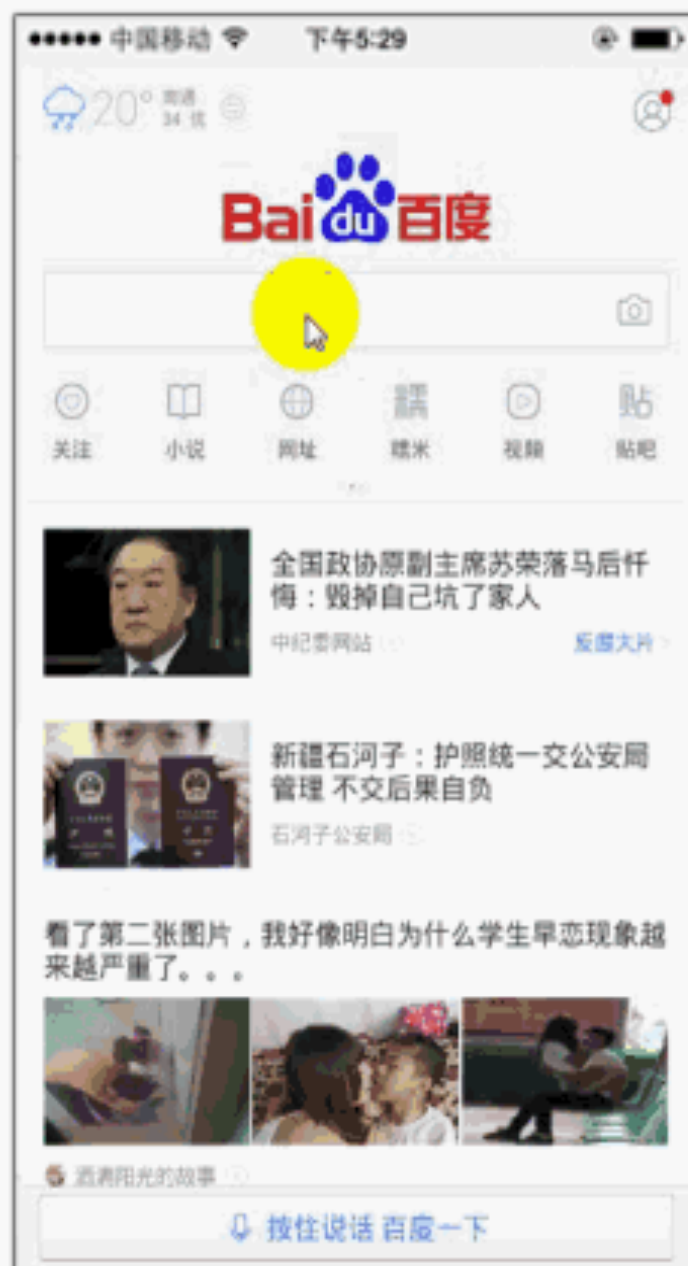 中国移动 下午5:29
20° 南通
34 优
Bai du 百度
关注 小说 网址 糯米 视频 贴吧
全国政协原副主席苏荣落马后忏
悔：毁掉自己坑了家人
中纪委网站 反腐大片
新疆石河子：护照统一交公安局
管理 不交后果自负
石河子公安局
看了第二张图片，我好像明白为什么学生早恋现象越
来越严重了。。。
洒满阳光的故事
按住说话 百度一下